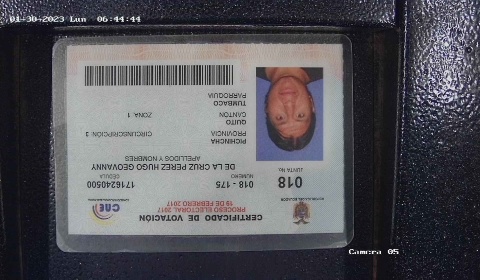 01-30-2023 Lun 06:44:44
CERTIFICADO DE VOTACIÓN
PROCESO ELECTORAL 2017
19 DE FEBRERO 2017
CNE
018
JUNTA No
018 - 175
NÚMERO
1716240500
CÉDULA
DE LA CRUZ PEREZ HUGO GEOVANNY
APELLIDOS Y NOMBRES
PICHINCHA
PROVINCIA
CIRCUNSCRIPCIÓN 3
QUITO
CANTÓN
ZONA 1
TUMBACO
PARROQUIA
Camera 05